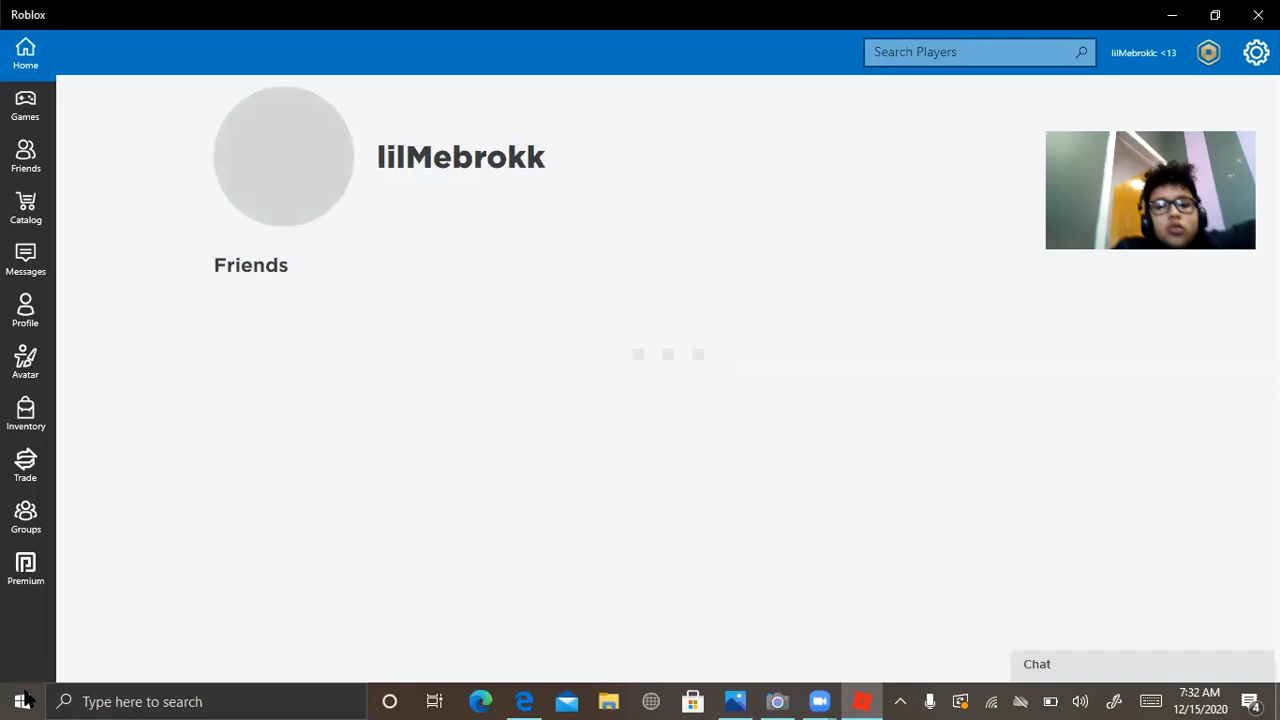 Roblox
Home
Search Players
lilMebrokk: <13
lilMebrokk
Games
Friends
Catalog
Messages
Profile
Avatar
Inventory
Trade
Groups
Premium
Friends
Chat
Type here to search
7:32 AM
12/15/2020
4